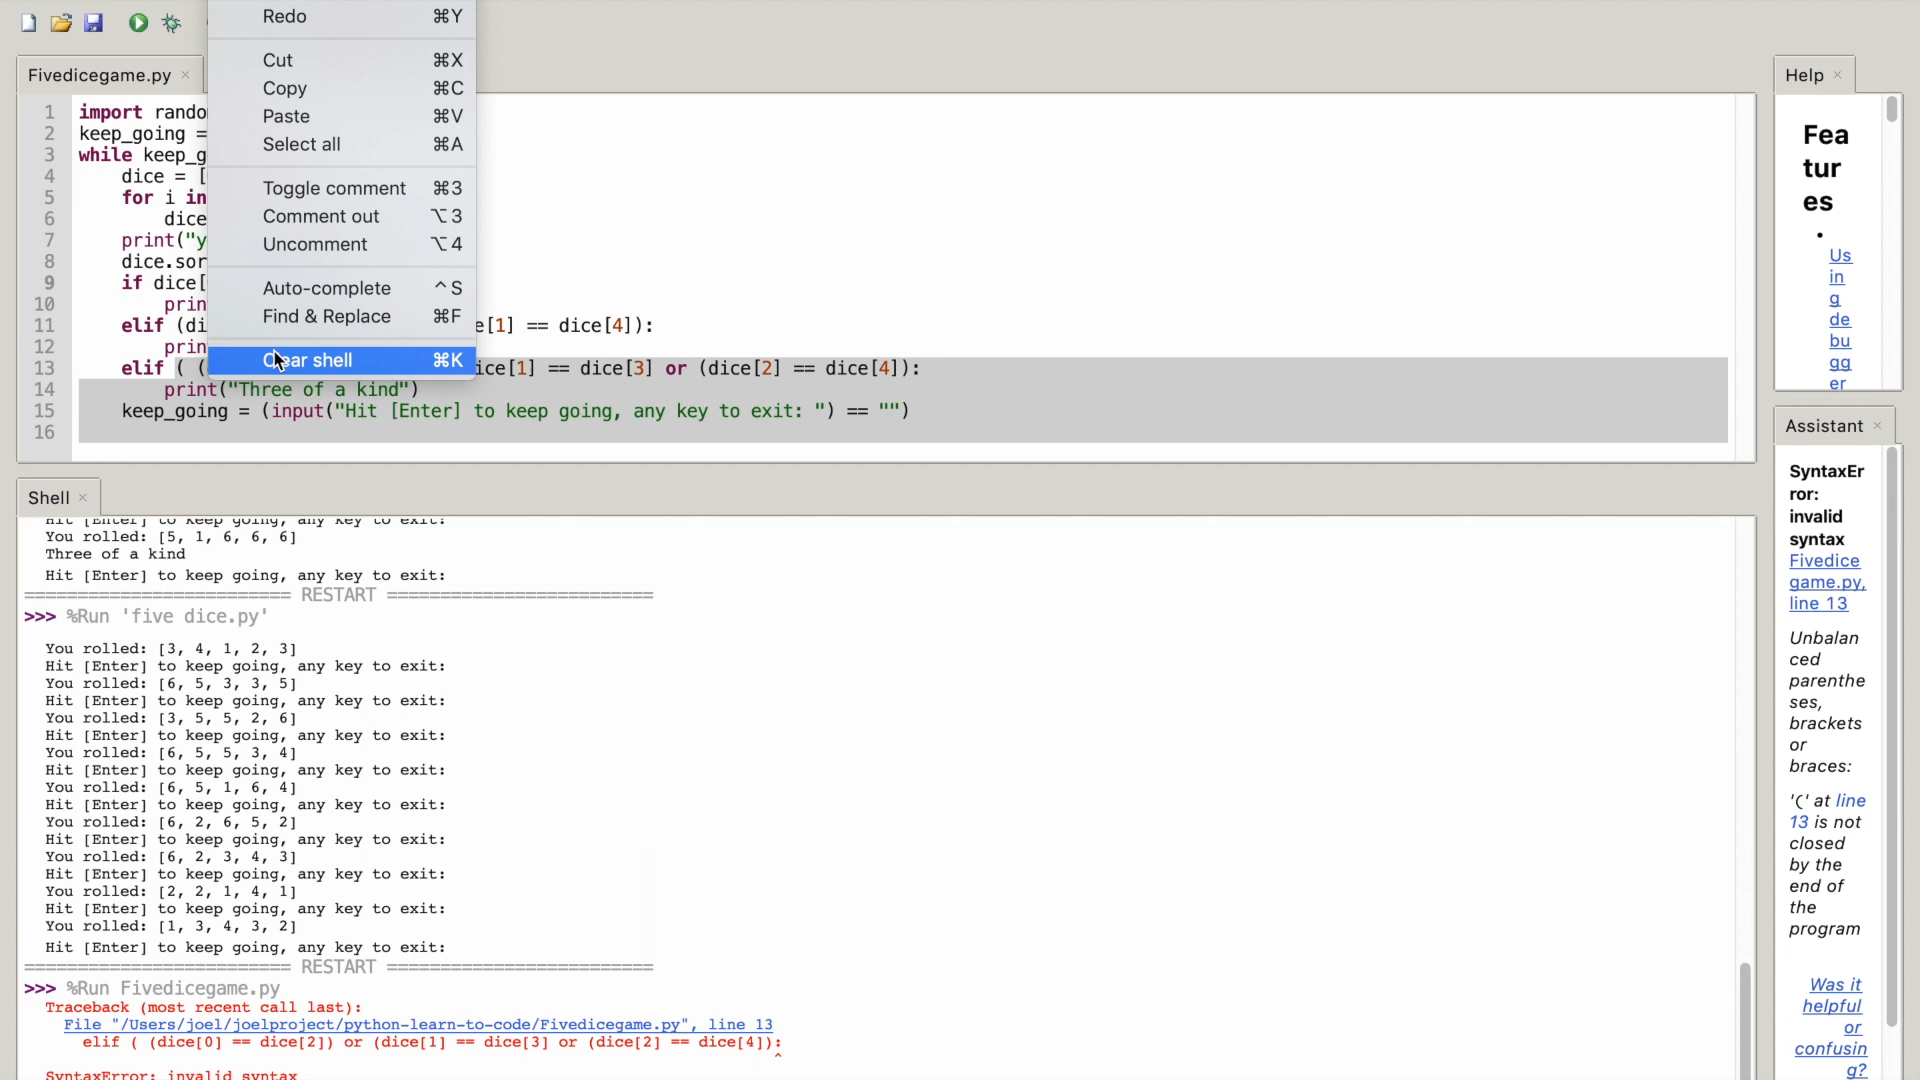 Redo ⌘Y
Cut ⌘X
Copy ⌘C
Paste ⌘V
Select all ⌘A
Toggle comment ⌘3
Comment out ⌥3
Uncomment ⌥4
Auto-complete ^S
Find & Replace ⌘F
Clear shell ⌘K
Fivedicegame.py ×
1 import rando
2 keep_going =
3 while keep_g
4 dice = [
5 for i in
6 dice
7 print("y
8 dice.sor
9 if dice[
10 prin
11 elif (di e[1] == dice[4]):
12 prin
13 elif ( ( ice[1] == dice[3] or (dice[2] == dice[4]):
14 print("Three of a kind")
15 keep_going = (input("Hit [Enter] to keep going, any key to exit: ") == "")
16
Shell ×
Hit [Enter] to keep going, any key to exit:
You rolled: [5, 1, 6, 6, 6]
Three of a kind
Hit [Enter] to keep going, any key to exit:
========================= RESTART =========================
>>> %Run 'five dice.py'
You rolled: [3, 4, 1, 2, 3]
Hit [Enter] to keep going, any key to exit:
You rolled: [6, 5, 3, 3, 5]
Hit [Enter] to keep going, any key to exit:
You rolled: [3, 5, 5, 2, 6]
Hit [Enter] to keep going, any key to exit:
You rolled: [6, 5, 5, 3, 4]
Hit [Enter] to keep going, any key to exit:
You rolled: [6, 5, 1, 6, 4]
Hit [Enter] to keep going, any key to exit:
You rolled: [6, 2, 6, 5, 2]
Hit [Enter] to keep going, any key to exit:
You rolled: [6, 2, 3, 4, 3]
Hit [Enter] to keep going, any key to exit:
You rolled: [2, 2, 1, 4, 1]
Hit [Enter] to keep going, any key to exit:
You rolled: [1, 3, 4, 3, 2]
Hit [Enter] to keep going, any key to exit:
========================= RESTART =========================
>>> %Run Fivedicegame.py
Traceback (most recent call last):
File "/Users/joel/joelproject/python-learn-to-code/Fivedicegame.py", line 13
elif ( (dice[0] == dice[2]) or (dice[1] == dice[3] or (dice[2] == dice[4]):
^
SyntaxError: invalid syntax
Help ×
Fea
tur
es
•
Us
in
g
de
bu
gg
er
Assistant ×
SyntaxEr
ror:
invalid
syntax
Fivedice
game.py,
line 13
Unbalan
ced
parenthe
ses,
brackets
or
braces:
'(' at line
13 is not
closed
by the
end of
the
program
Was it
helpful
or
confusin
g?